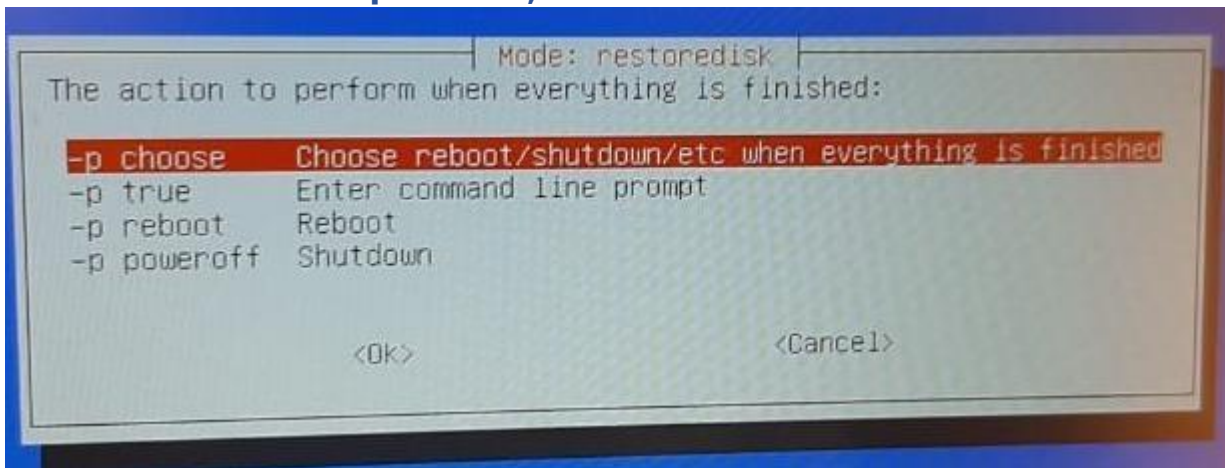 Mode: restoredisk
The action to perform when everything is finished:
-p choose Choose reboot/shutdown/etc when everything is finished
-p true Enter command line prompt
-p reboot Reboot
-p poweroff Shutdown
<Ok> <Cancel>